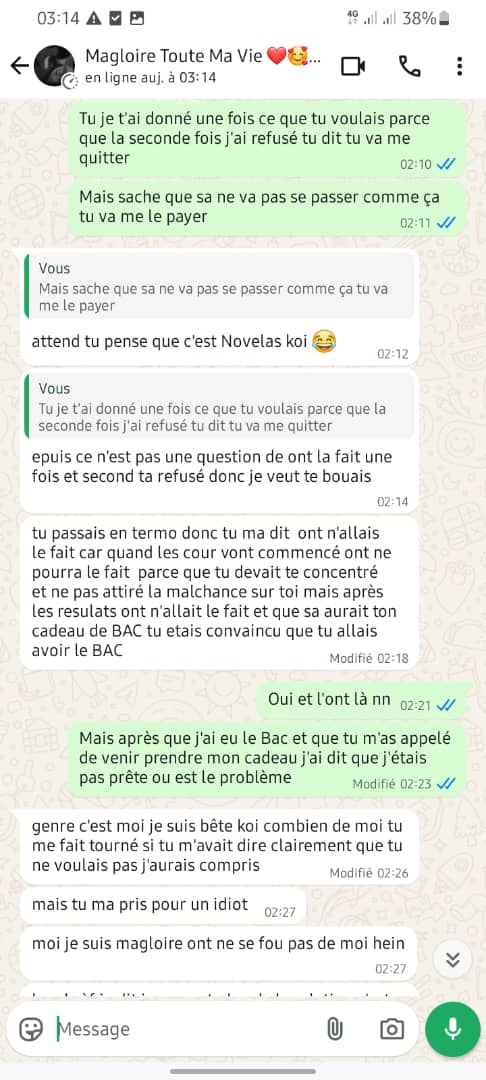 03:14
4G
38%
Magloire Toute Ma Vie ❤️🥰...
en ligne auj. à 03:14
Tu je t'ai donné une fois ce que tu voulais parce
que la seconde fois j'ai refusé tu dit tu va me
quitter
02:10
Mais sache que sa ne va pas se passer comme ça
tu va me le payer
02:11
Vous
Mais sache que sa ne va pas se passer comme ça tu va
me le payer
attend tu pense que c'est Novelas koi 😂
02:12
Vous
Tu je t'ai donné une fois ce que tu voulais parce que la
seconde fois j'ai refusé tu dit tu va me quitter
epuis ce n'est pas une question de ont la fait une
fois et second ta refusé donc je veut te bouais
02:14
tu passais en termo donc tu ma dit ont n'allais
le fait car quand les cour vont commencé ont ne
pourra le fait parce que tu devait te concentré
et ne pas attiré la malchance sur toi mais après
les resulats ont n'allait le fait et que sa aurait ton
cadeau de BAC tu etais convaincu que tu allais
avoir le BAC
Modifié 02:18
Oui et l'ont là nn
02:21
Mais après que j'ai eu le Bac et que tu m'as appelé
de venir prendre mon cadeau j'ai dit que j'étais
pas prête ou est le problème
Modifié 02:23
genre c'est moi je suis bête koi combien de moi tu
me fait tourné si tu m'avait dire clairement que tu
ne voulais pas j'aurais compris
Modifié 02:26
mais tu ma pris pour un idiot
02:27
moi je suis magloire ont ne se fou pas de moi hein
02:27
Message